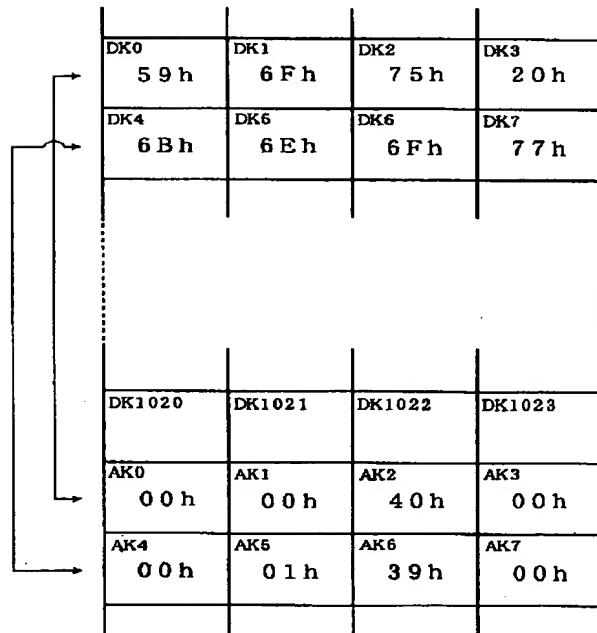 DK0 DK1 DK2 DK3
59h 6Fh 75h 20h
DK4 DK5 DK6 DK7
6Bh 6Eh 6Fh 77h
DK1020 DK1021 DK1022 DK1023
AK0 AK1 AK2 AK3
00h 00h 40h 00h
AK4 AK5 AK6 AK7
00h 01h 39h 00h